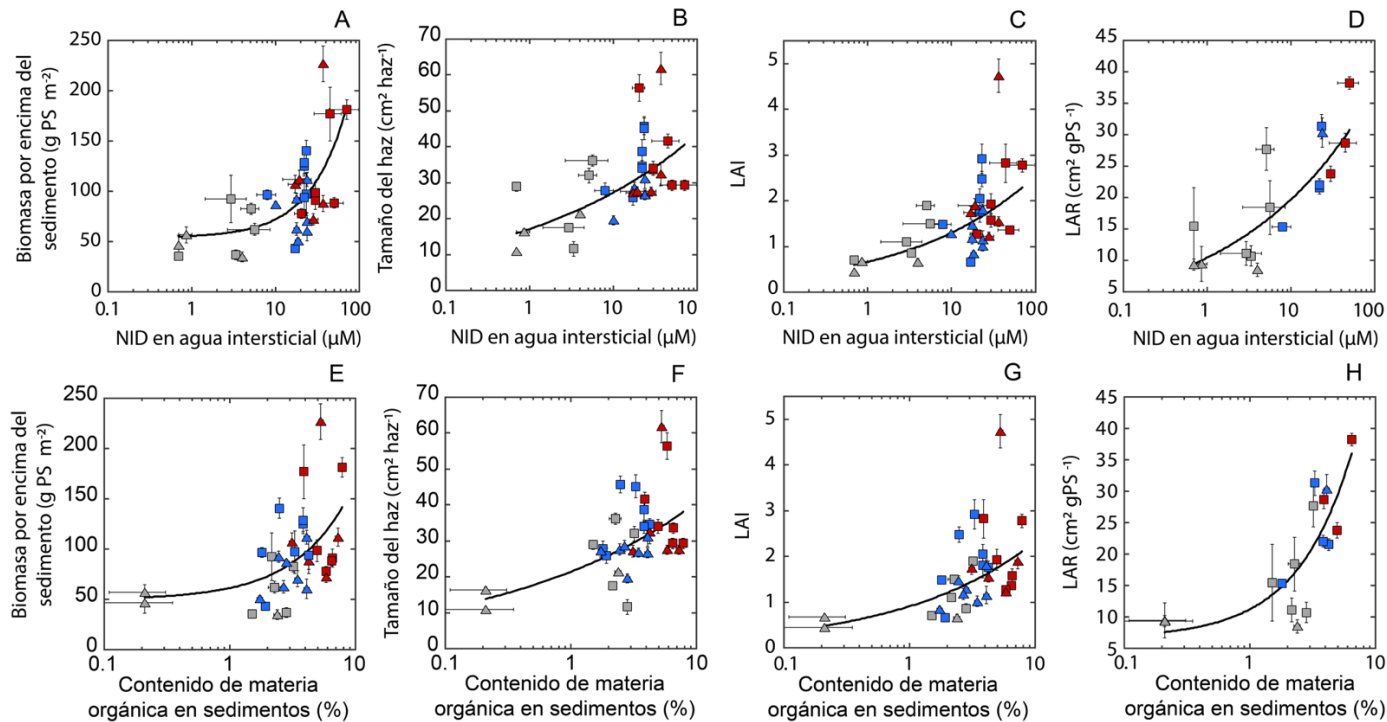 A
Biomasa por encima del
sedimento (g PS m⁻²)
250
200
150
100
50
0
0.1
1
10
100
NID en agua intersticial (µM)
B
Tamaño del haz (cm² haz⁻¹)
70
60
50
40
30
20
10
0
0.1
1
10
NID en agua intersticial (µM)
C
LAI
5
4
3
2
1
0
0.1
1
10
100
NID en agua intersticial (µM)
D
LAR (cm² gPS⁻¹)
45
40
35
30
25
20
15
10
5
0.1
1
10
100
NID en agua intersticial (µM)
E
Biomasa por encima del
sedimento (g PS m⁻²)
250
200
150
100
50
0
0.1
1
10
Contenido de materia
orgánica en sedimentos (%)
F
Tamaño del haz (cm² haz⁻¹)
70
60
50
40
30
20
10
0
0.1
1
10
Contenido de materia
orgánica en sedimentos (%)
G
LAI
5
4
3
2
1
0
0.1
1
10
Contenido de materia
orgánica en sedimentos (%)
H
LAR (cm² gPS⁻¹)
45
40
35
30
25
20
15
10
5
0.1
1
10
Contenido de materia
orgánica en sedimentos (%)